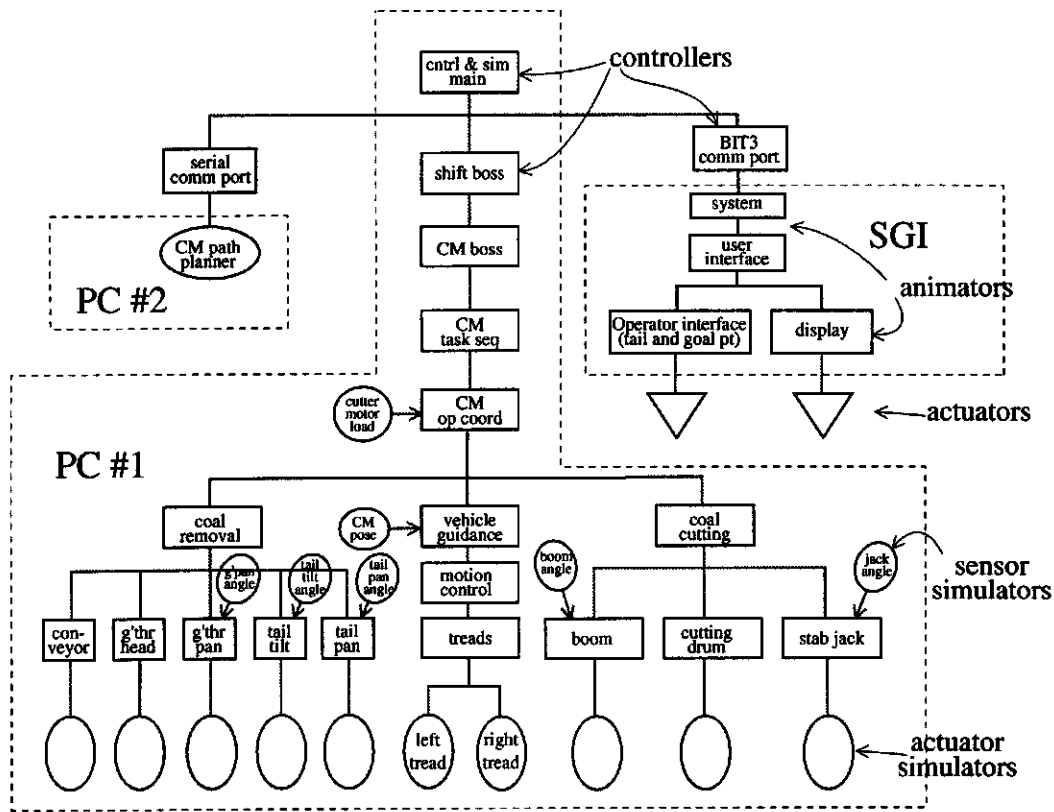 cntrl & sim
main
controllers
serial
comm port
shift boss
BIT3
comm port
system
SGI
user
interface
animators
CM path
planner
PC #2
CM boss
CM
task seq
Operator interface
(tail and goal pt)
display
cutter
motor
load
CM
op coord
actuators
PC #1
coal
removal
CM
pose
vehicle
guidance
coal
cutting
g'pan
angle
tail
tilt
angle
tail
pan
angle
motion
control
boom
angle
jack
angle
sensor
simulators
con-
veyor
g'thr
head
g'thr
pan
tail
tilt
tail
pan
treads
boom
cutting
drum
stab jack
left
tread
right
tread
actuator
simulators